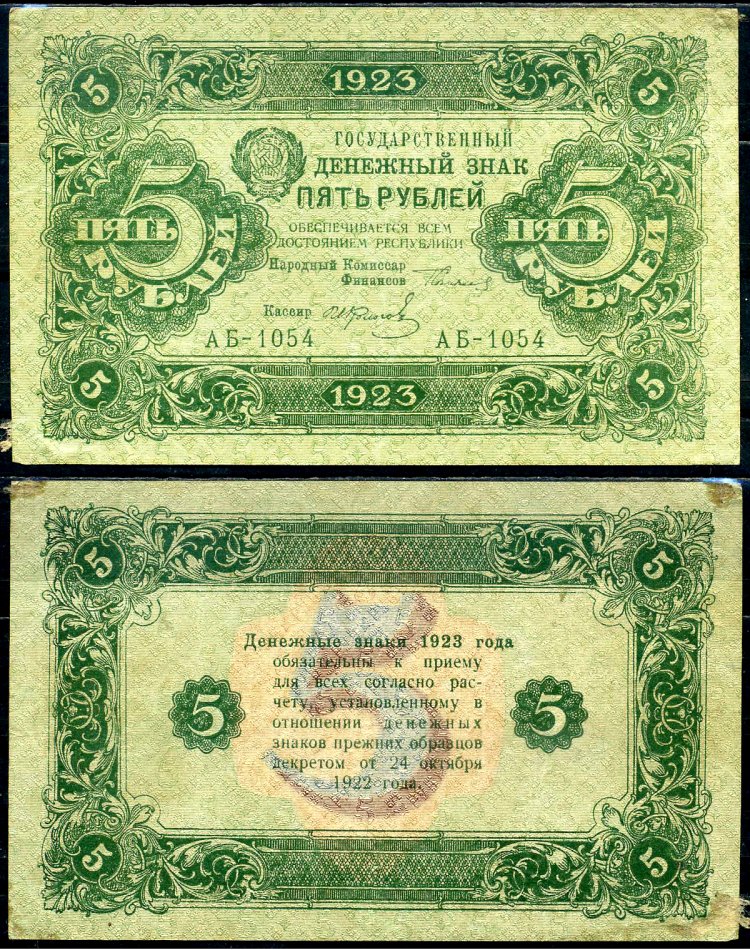 1923
5 5
ГОСУДАРСТВЕННЫЙ
ДЕНЕЖНЫЙ ЗНАК
ПЯТЬ РУБЛЕЙ
5 ПЯТЬ РУБЛЕЙ
5 ПЯТЬ РУБЛЕЙ
ОБЕСПЕЧИВАЕТСЯ ВСЕМ
ДОСТОЯНИЕМ РЕСПУБЛИКИ
Народный Комиссар
Финансов
Кассир
АБ-1054 АБ-1054
5 5
1923
5 5
5
Денежные знаки 1923 года
обязательны к приему
для всех согласно рас-
чету, установленному в
5 5
отношении денежных
знаков прежних образцов
декретом от 24 октября
1922 года.
5 5